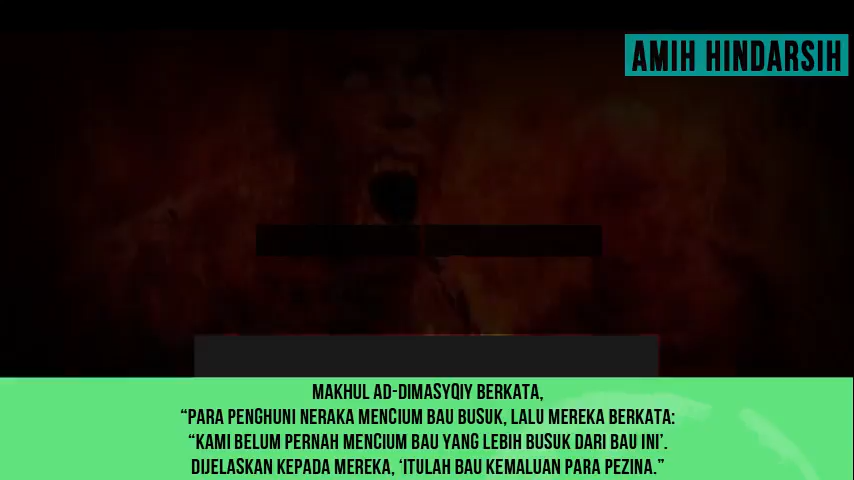 AMIH HINDARSIH
MAKHUL AD-DIMASYQIY BERKATA,
“PARA PENGHUNI NERAKA MENCIUM BAU BUSUK, LALU MEREKA BERKATA:
“KAMI BELUM PERNAH MENCIUM BAU YANG LEBIH BUSUK DARI BAU INI’.
DIJELASKAN KEPADA MEREKA, ‘ITULAH BAU KEMALUAN PARA PEZINA.”